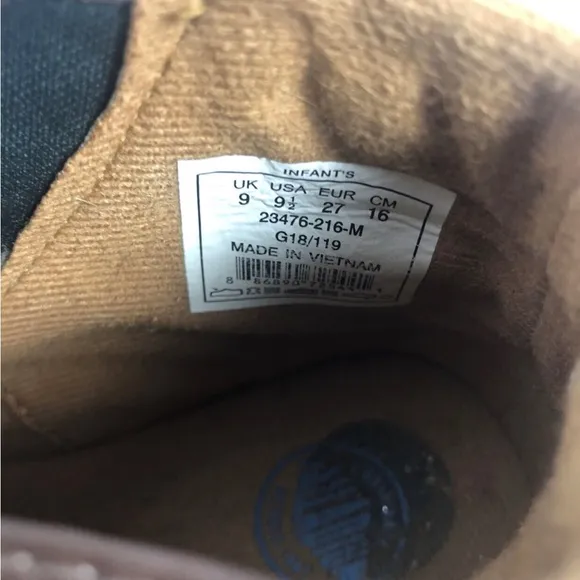 INFANT'S
UK USA EUR CM
9 9½ 27 16
23476-216-M
G18/119
MADE IN VIETNAM